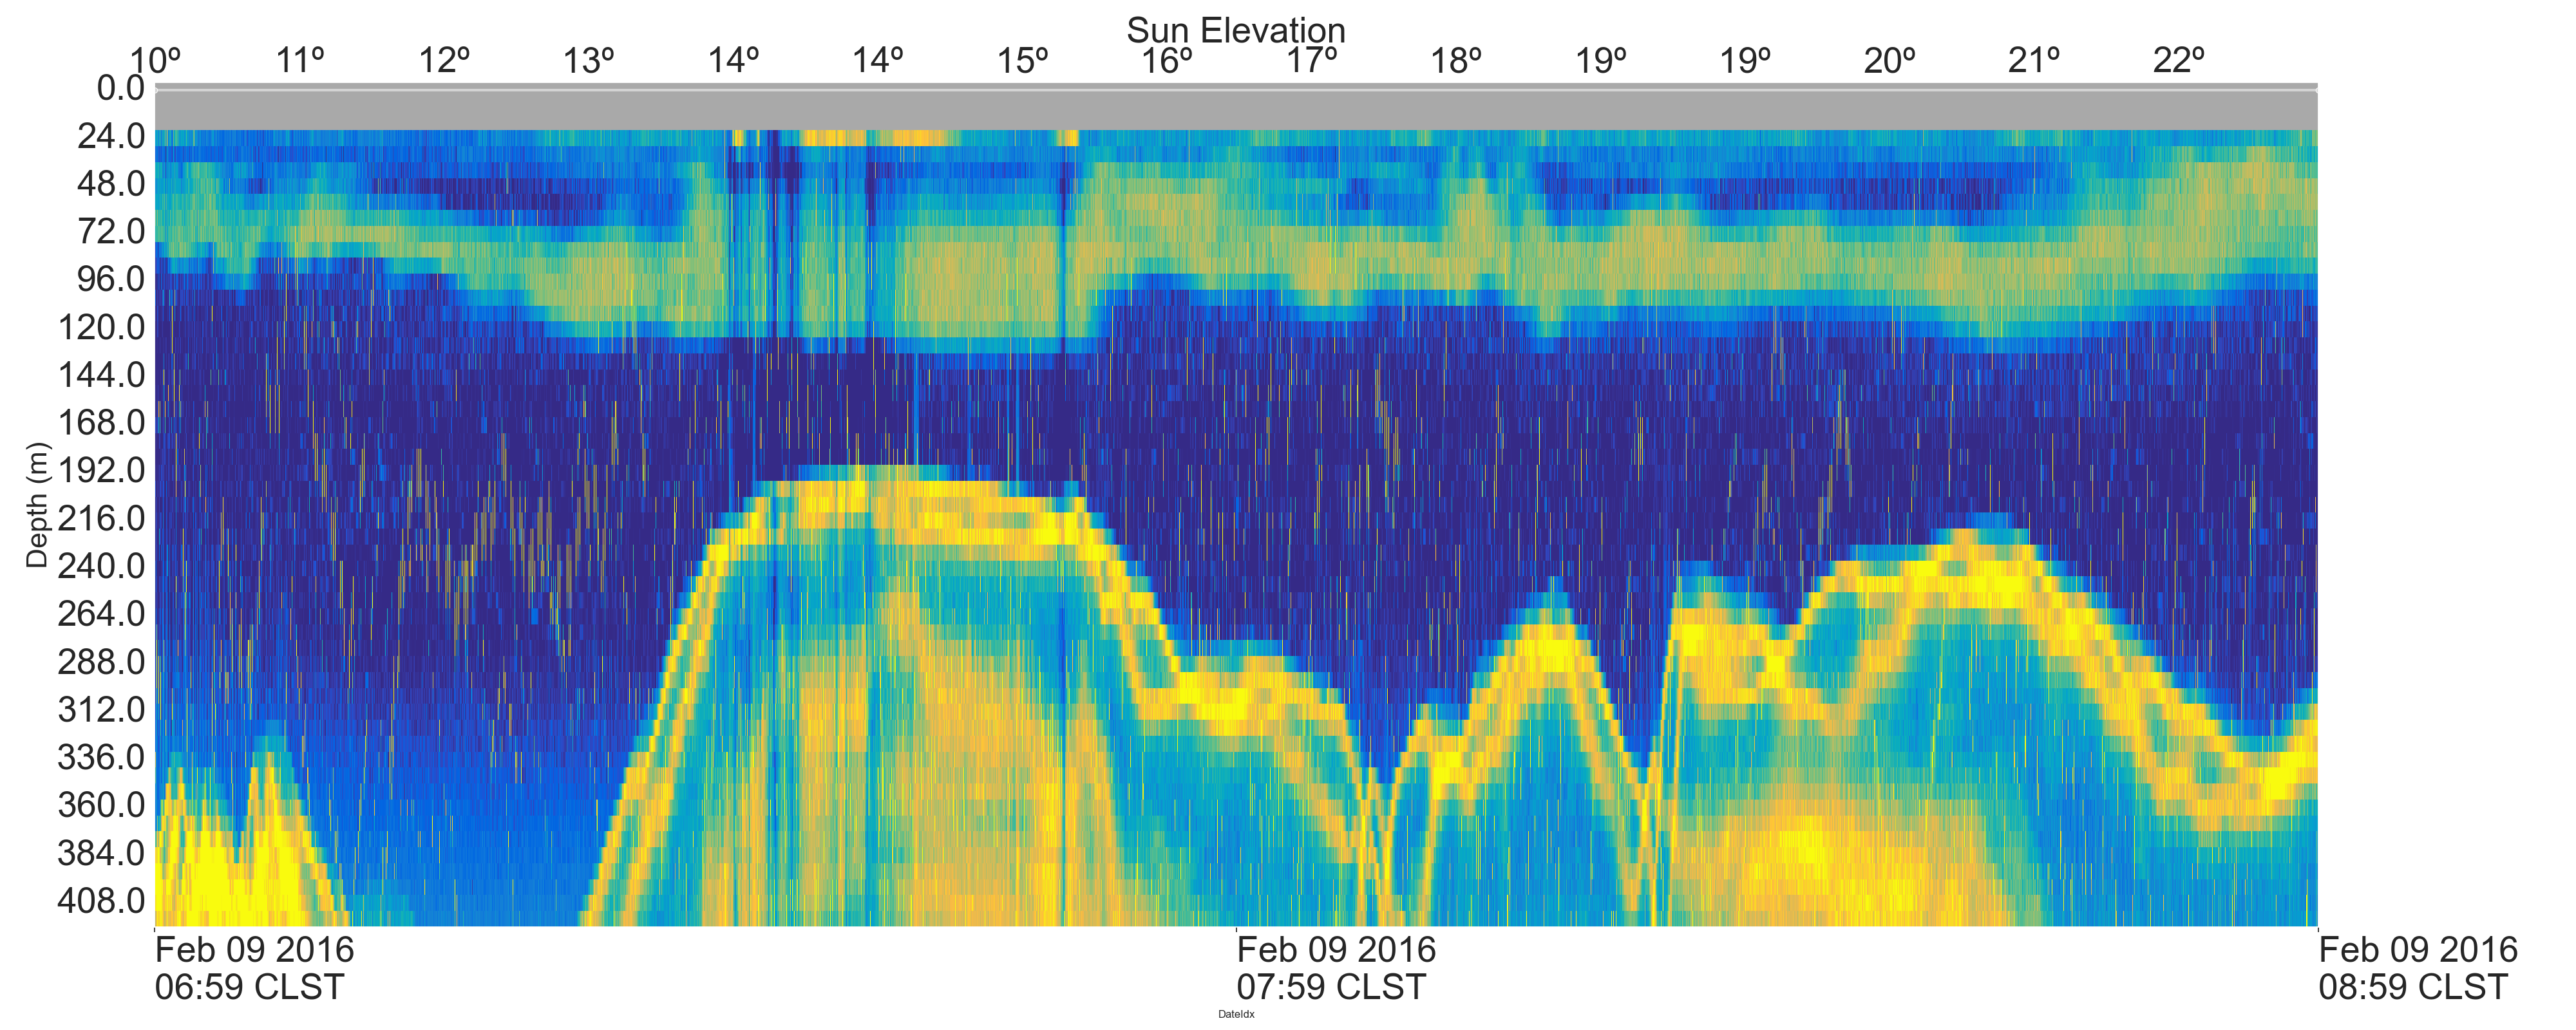 Sun Elevation
10º 11º 12º 13º 14º 14º 15º 16º 17º 18º 19º 19º 20º 21º 22º
0.0
24.0
48.0
72.0
96.0
120.0
144.0
168.0
192.0
216.0
240.0
264.0
288.0
312.0
336.0
360.0
384.0
408.0
Depth (m)
Feb 09 2016
06:59 CLST
Feb 09 2016
07:59 CLST
Feb 09 2016
08:59 CLST
DateIdx